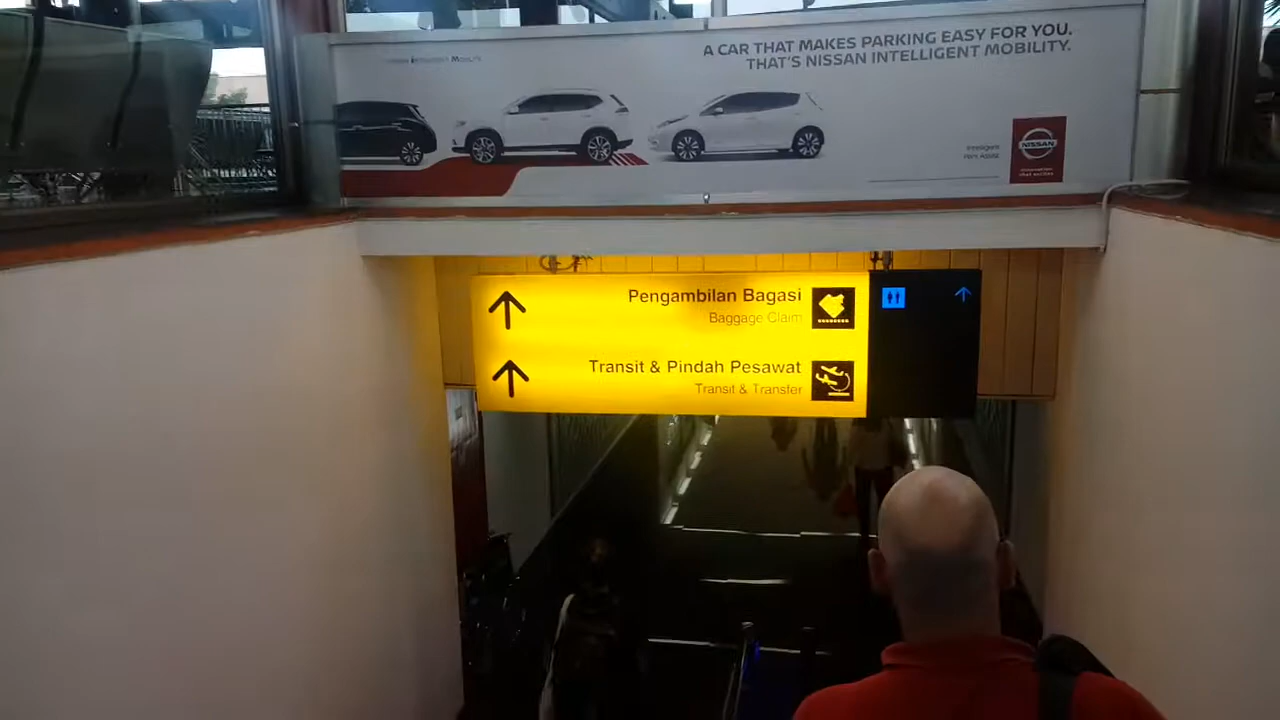 A CAR THAT MAKES PARKING EASY FOR YOU.
THAT'S NISSAN INTELLIGENT MOBILITY.
NISSAN
Pengambilan Bagasi
Baggage Claim
Transit & Pindah Pesawat
Transit & Transfer